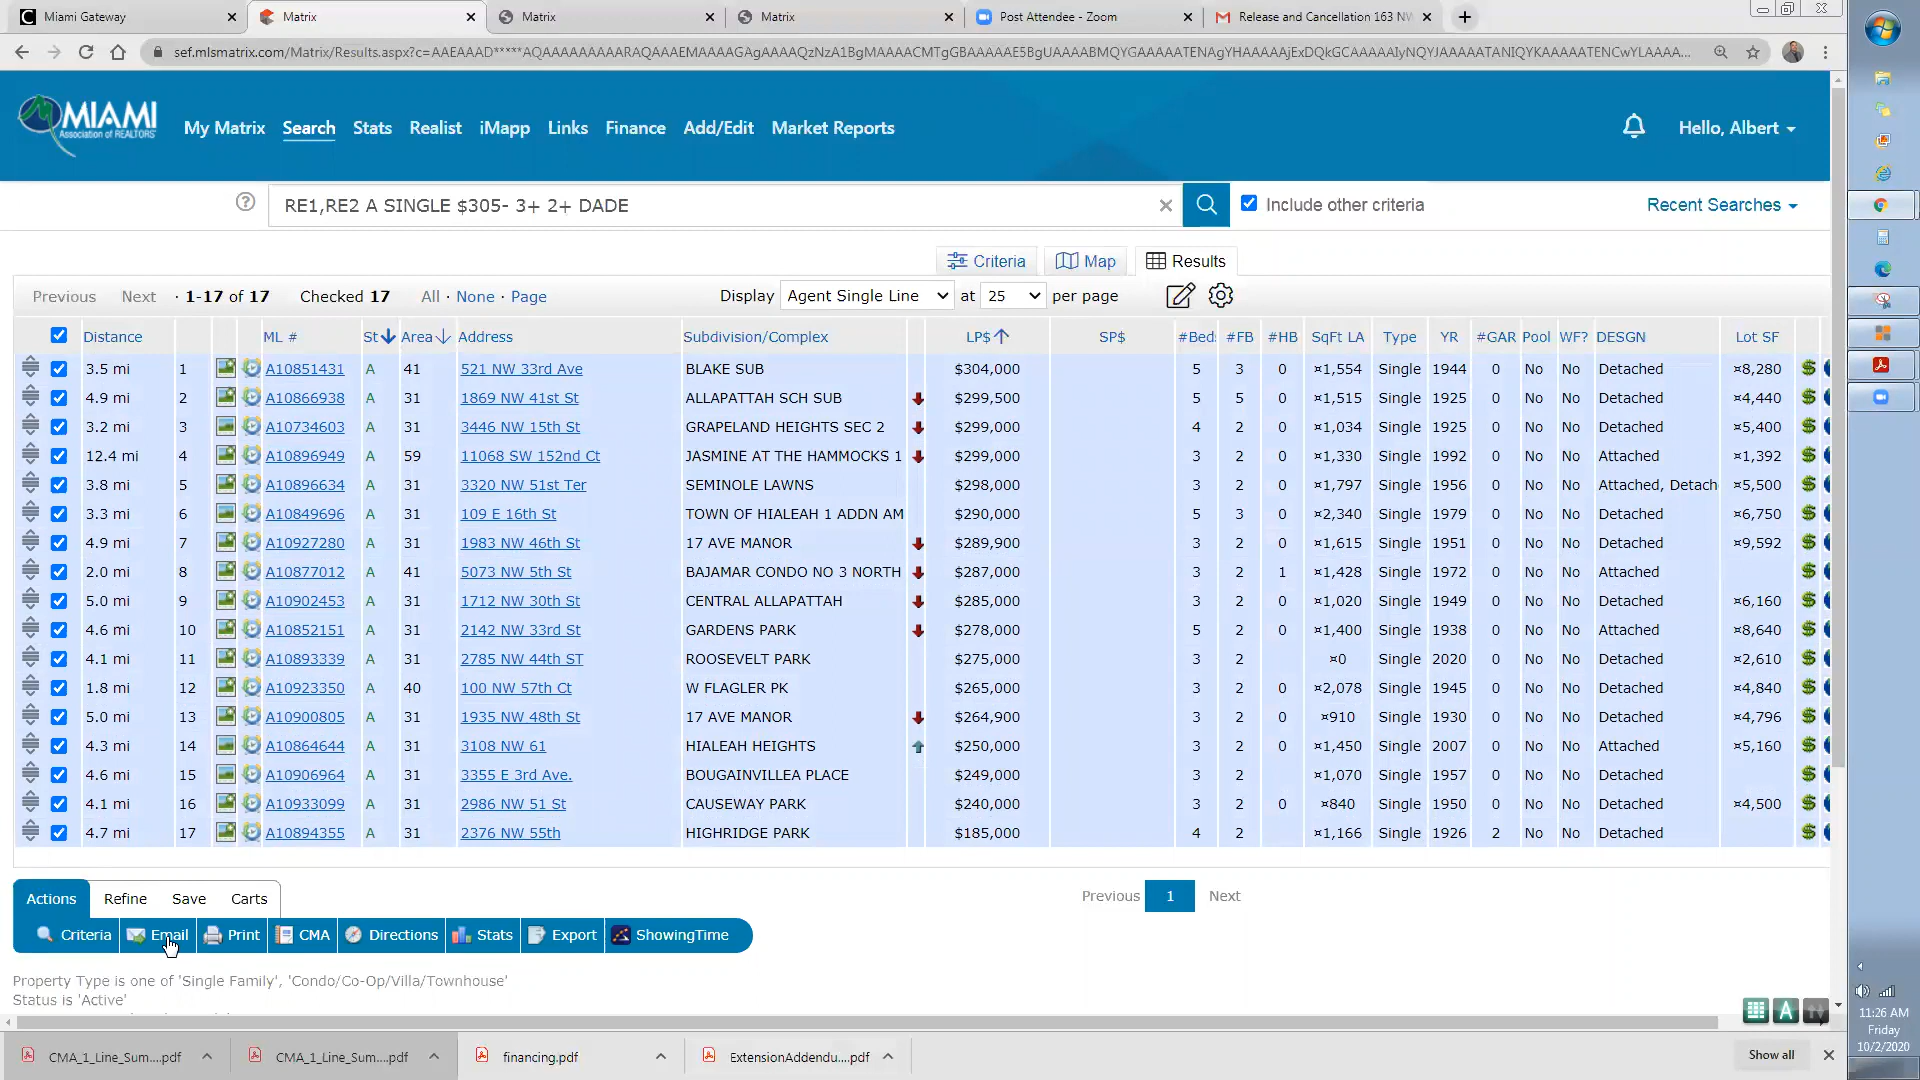 Miami Gateway
Matrix
Matrix
Matrix
Post Attendee - Zoom
Release and Cancellation 163 NW
sef.mlsmatrix.com/Matrix/Results.aspx?c=AAEAAAD*****AQAAAAAAAAARAQAAAEMAAAAGAgAAAAQzNzA1BgMAAAACMTgGBAAAAAE5BgUAAAABMQYGAAAAATENAgYHAAAAAjExDQkGCAAAAAIyNQYJAAAAATANIQYKAAAAATENCwYLAAAA...
MIAMI
Association of REALTORS®
My Matrix
Search
Stats
Realist
iMapp
Links
Finance
Add/Edit
Market Reports
Hello, Albert
RE1,RE2 A SINGLE $305- 3+ 2+ DADE
Include other criteria
Recent Searches
Criteria
Map
Results
Previous Next · 1-17 of 17 Checked 17 All · None · Page
Display Agent Single Line at 25 per page
Distance ML # St Area Address Subdivision/Complex LP$ SP$ #Beds #FB #HB SqFt LA Type YR #GAR Pool WF? DESGN Lot SF
3.5 mi 1 A10851431 A 41 521 NW 33rd Ave BLAKE SUB $304,000 5 3 0 ¤1,554 Single 1944 0 No No Detached ¤8,280
4.9 mi 2 A10866938 A 31 1869 NW 41st St ALLAPATTAH SCH SUB $299,500 5 5 0 ¤1,515 Single 1925 0 No No Detached ¤4,440
3.2 mi 3 A10734603 A 31 3446 NW 15th St GRAPELAND HEIGHTS SEC 2 $299,000 4 2 0 ¤1,034 Single 1925 0 No No Detached ¤5,400
12.4 mi 4 A10896949 A 59 11068 SW 152nd Ct JASMINE AT THE HAMMOCKS 1 $299,000 3 2 0 ¤1,330 Single 1992 0 No No Attached ¤1,392
3.8 mi 5 A10896634 A 31 3320 NW 51st Ter SEMINOLE LAWNS $298,000 3 2 0 ¤1,797 Single 1956 0 No No Attached, Detach ¤5,500
3.3 mi 6 A10849696 A 31 109 E 16th St TOWN OF HIALEAH 1 ADDN AM $290,000 5 3 0 ¤2,340 Single 1979 0 No No Detached ¤6,750
4.9 mi 7 A10927280 A 31 1983 NW 46th St 17 AVE MANOR $289,900 3 2 0 ¤1,615 Single 1951 0 No No Detached ¤9,592
2.0 mi 8 A10877012 A 41 5073 NW 5th St BAJAMAR CONDO NO 3 NORTH $287,000 3 2 1 ¤1,428 Single 1972 0 No No Attached
5.0 mi 9 A10902453 A 31 1712 NW 30th St CENTRAL ALLAPATTAH $285,000 3 2 0 ¤1,020 Single 1949 0 No No Detached ¤6,160
4.6 mi 10 A10852151 A 31 2142 NW 33rd St GARDENS PARK $278,000 5 2 0 ¤1,400 Single 1938 0 No No Attached ¤8,640
4.1 mi 11 A10893339 A 31 2785 NW 44th ST ROOSEVELT PARK $275,000 3 2 ¤0 Single 2020 0 No No Detached ¤2,610
1.8 mi 12 A10923350 A 40 100 NW 57th Ct W FLAGLER PK $265,000 3 2 0 ¤2,078 Single 1945 0 No No Detached ¤4,840
5.0 mi 13 A10900805 A 31 1935 NW 48th St 17 AVE MANOR $264,900 3 2 0 ¤910 Single 1930 0 No No Detached ¤4,796
4.3 mi 14 A10864644 A 31 3108 NW 61 HIALEAH HEIGHTS $250,000 3 2 0 ¤1,450 Single 2007 0 No No Attached ¤5,160
4.6 mi 15 A10906964 A 31 3355 E 3rd Ave. BOUGAINVILLEA PLACE $249,000 3 2 ¤1,070 Single 1957 0 No No Detached
4.1 mi 16 A10933099 A 31 2986 NW 51 St CAUSEWAY PARK $240,000 3 2 0 ¤840 Single 1950 0 No No Detached ¤4,500
4.7 mi 17 A10894355 A 31 2376 NW 55th HIGHRIDGE PARK $185,000 4 2 ¤1,166 Single 1926 2 No No Detached
Actions Refine Save Carts
Previous 1 Next
Criteria Email Print CMA Directions Stats Export ShowingTime
Property Type is one of 'Single Family', 'Condo/Co-Op/Villa/Townhouse'
Status is 'Active'
CMA_1_Line_Sum....pdf
CMA_1_Line_Sum....pdf
financing.pdf
ExtensionAddendu....pdf
Show all
11:26 AM
Friday
10/2/2020